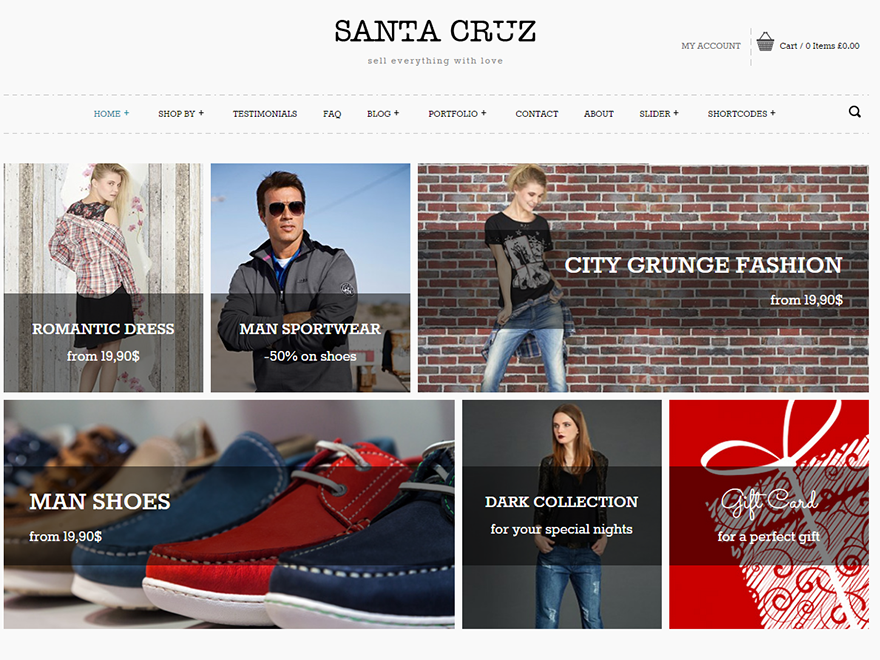 SANTA CRUZ
sell everything with love
MY ACCOUNT
Cart / 0 Items £0.00
HOME + SHOP BY + TESTIMONIALS FAQ BLOG + PORTFOLIO + CONTACT ABOUT SLIDER + SHORTCODES +
ROMANTIC DRESS
from 19,90$
MAN SPORTWEAR
-50% on shoes
CITY GRUNGE FASHION
from 19,90$
MAN SHOES
from 19,90$
DARK COLLECTION
for your special nights
Gift Card
for a perfect gift